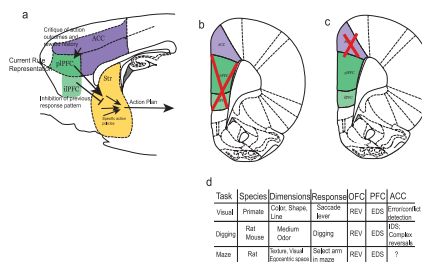 a
Critique of action
outcomes and
reward history
ACC
Current Rule
Representation
plPFC
ilPFC
Str
Inhibition of previous
response pattern
Action Plan
Specific action
b
ACC
c
d
Task Species Dimensions Response OFC PFC ACC
Visual Primate Color, Shape, Line Saccade lever REV EDS Error/conflict detection
Digging Rat Mouse Medium Odor Digging REV EDS IDS; Complex reversals
Maze Rat Texture, Visual Egocentric space Select arm in maze REV EDS ?